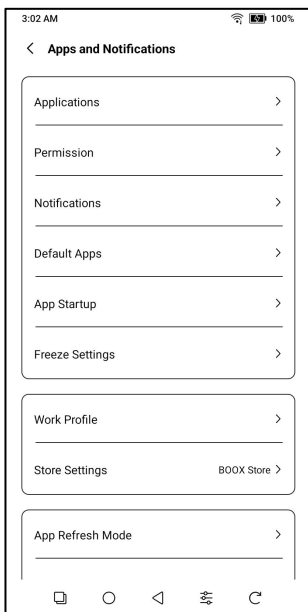 3:02 AM 100%
Apps and Notifications
Applications
Permission
Notifications
Default Apps
App Startup
Freeze Settings
Work Profile
Store Settings BOOX Store
App Refresh Mode